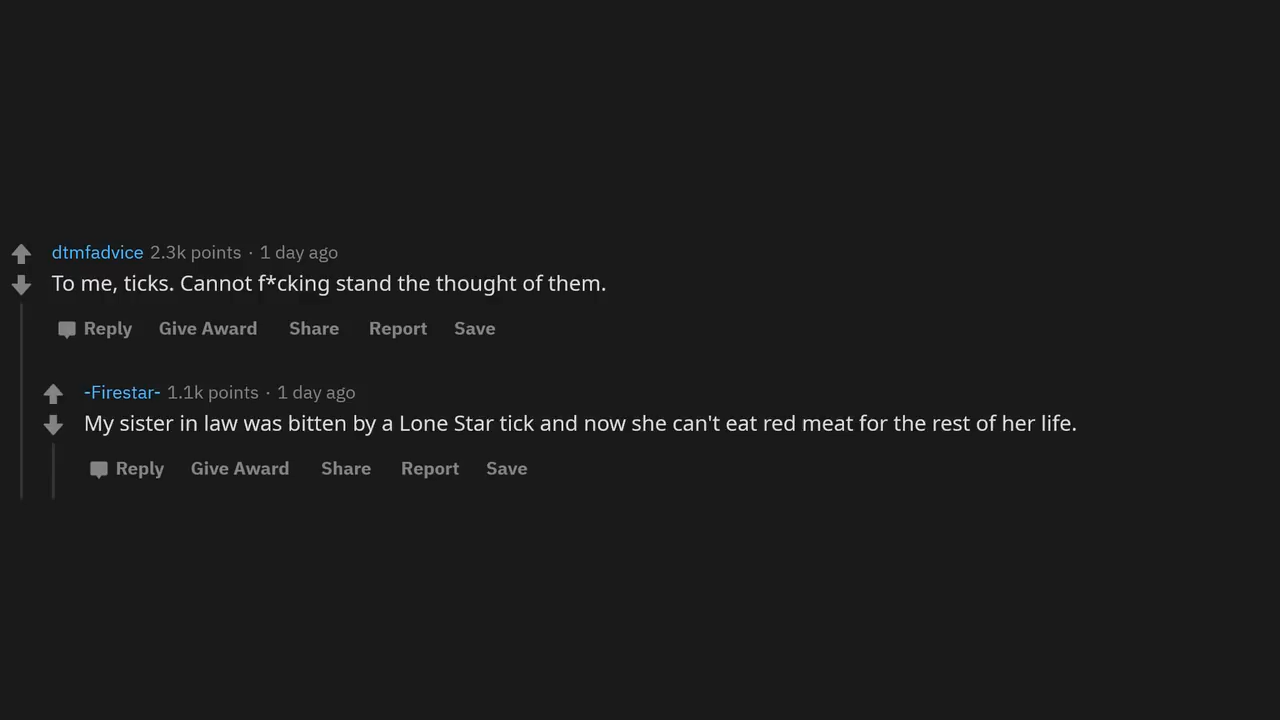 dtmfadvice 2.3k points · 1 day ago
To me, ticks. Cannot f*cking stand the thought of them.
Reply Give Award Share Report Save
-Firestar- 1.1k points · 1 day ago
My sister in law was bitten by a Lone Star tick and now she can't eat red meat for the rest of her life.
Reply Give Award Share Report Save